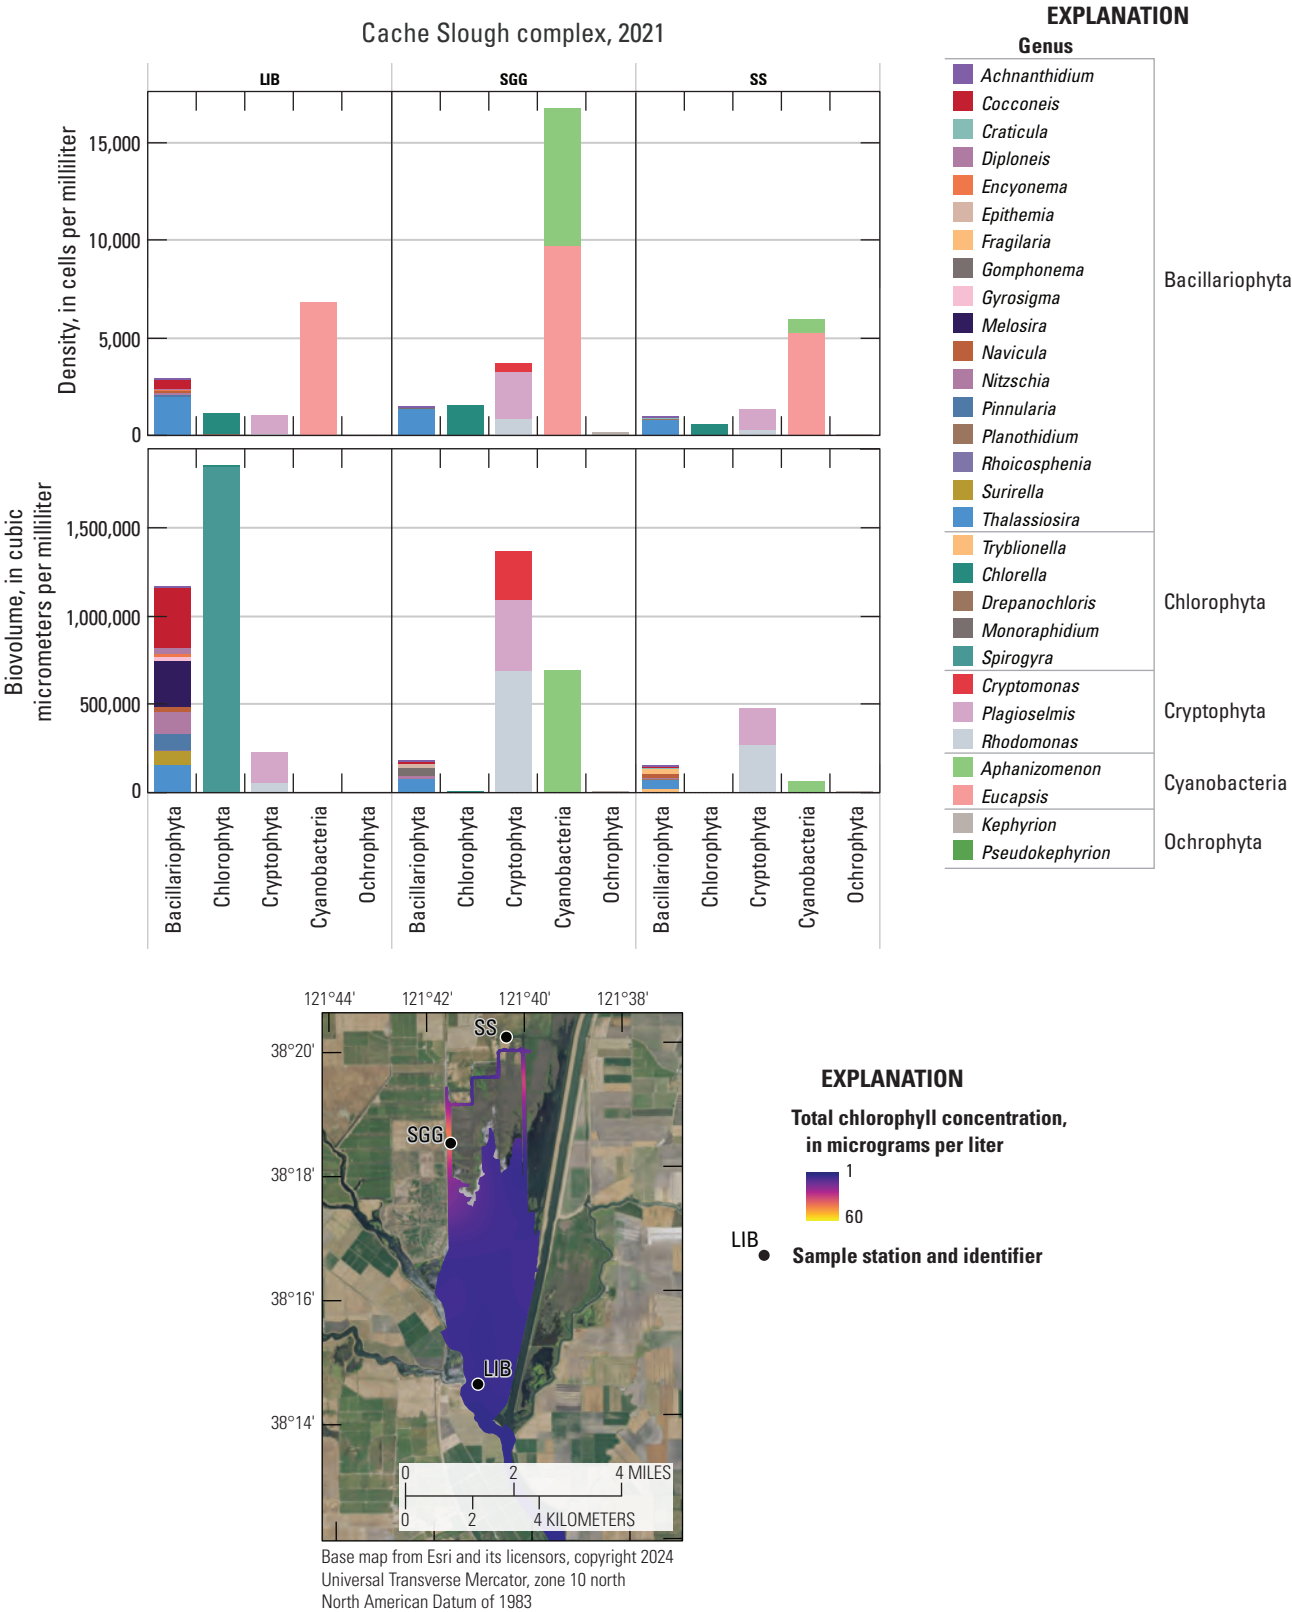 Cache Slough complex, 2021
LIB
SGG
SS
Density, in cells per milliliter
15,000
10,000
5,000
0
Biovolume, in cubic
micrometers per milliliter
1,500,000
1,000,000
500,000
0
Bacillariophyta
Chlorophyta
Cryptophyta
Cyanobacteria
Ochrophyta
Bacillariophyta
Chlorophyta
Cryptophyta
Cyanobacteria
Ochrophyta
Bacillariophyta
Chlorophyta
Cryptophyta
Cyanobacteria
Ochrophyta
EXPLANATION
Genus
Achnanthidium
Cocconeis
Craticula
Diploneis
Encyonema
Epithemia
Fragilaria
Gomphonema
Gyrosigma
Melosira
Navicula
Nitzschia
Pinnularia
Planothidium
Rhoicosphenia
Surirella
Thalassiosira
Bacillariophyta
Tryblionella
Chlorella
Drepanochloris
Monoraphidium
Spirogyra
Chlorophyta
Cryptomonas
Plagioselmis
Rhodomonas
Cryptophyta
Aphanizomenon
Eucapsis
Cyanobacteria
Kephyrion
Pseudokephyrion
Ochrophyta
121°44'
121°42'
121°40'
121°38'
38°20'
38°18'
38°16'
38°14'
SS
SGG
LIB
0 2 4 MILES
0 2 4 KILOMETERS
Base map from Esri and its licensors, copyright 2024
Universal Transverse Mercator, zone 10 north
North American Datum of 1983
EXPLANATION
Total chlorophyll concentration,
in micrograms per liter
1
60
LIB
Sample station and identifier